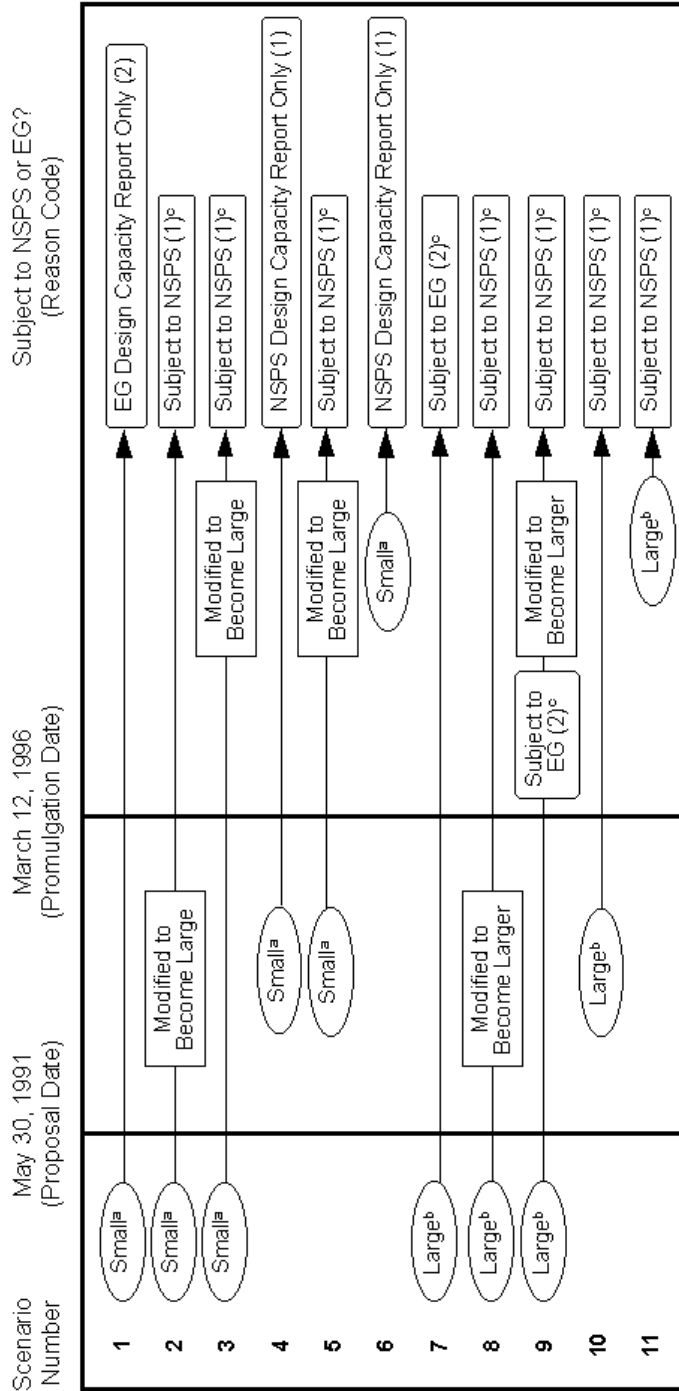 Scenario
Number
May 30, 1991
(Proposal Date)
March 12, 1996
(Promulgation Date)
Subject to NSPS or EG?
(Reason Code)
1
Smallᵃ
EG Design Capacity Report Only (2)
2
Smallᵃ
Modified to
Become Large
Subject to NSPS (1)ᶜ
3
Smallᵃ
Modified to
Become Large
Subject to NSPS (1)ᶜ
4
Smallᵃ
NSPS Design Capacity Report Only (1)
5
Smallᵃ
Modified to
Become Large
Subject to NSPS (1)ᶜ
6
Smallᵃ
NSPS Design Capacity Report Only (1)
7
Largeᵇ
Subject to EG (2)ᶜ
8
Largeᵇ
Modified to
Become Larger
Subject to NSPS (1)ᶜ
9
Largeᵇ
Subject to
EG (2)ᶜ
Modified to
Become Larger
Subject to NSPS (1)ᶜ
10
Largeᵇ
Subject to NSPS (1)ᶜ
11
Largeᵇ
Subject to NSPS (1)ᶜ